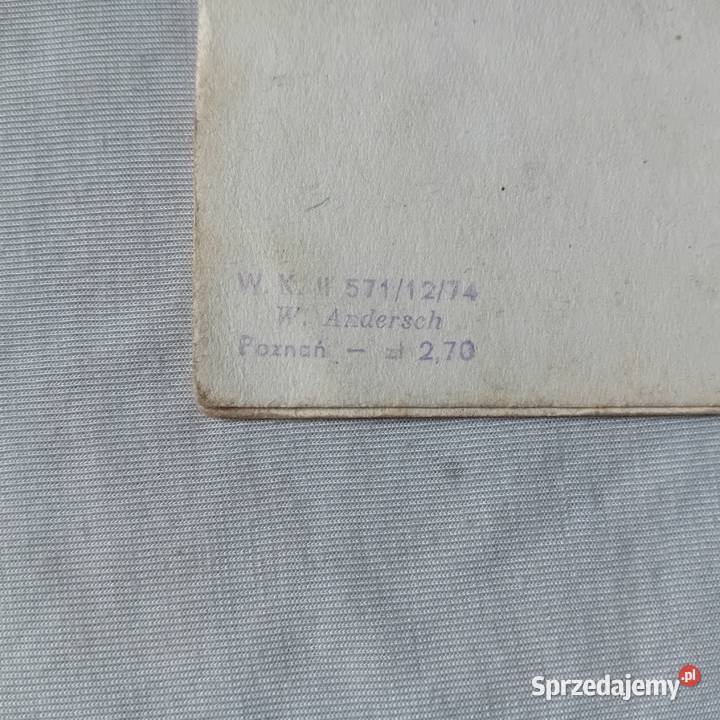 W. K. II 571/12/74
W. Andersch
Poznań — zł 2,70
Sprzedajemy.pl